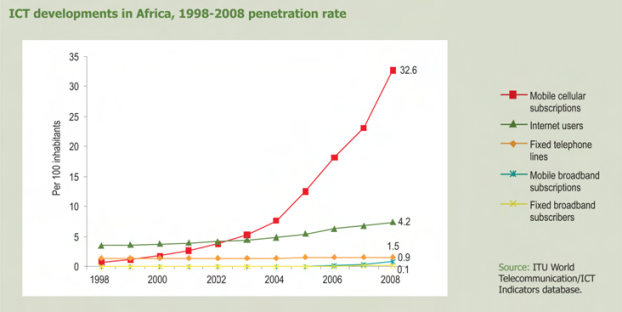 ICT developments in Africa, 1998-2008 penetration rate
35
30
25
20
15
10
5
0
Per 100 inhabitants
1998
2000
2002
2004
2006
2008
32.6
4.2
1.5
0.9
0.1
Mobile cellular
subscriptions
Internet users
Fixed telephone
lines
Mobile broadband
subscriptions
Fixed broadband
subscribers
Source: ITU World
Telecommunication/ICT
Indicators database.